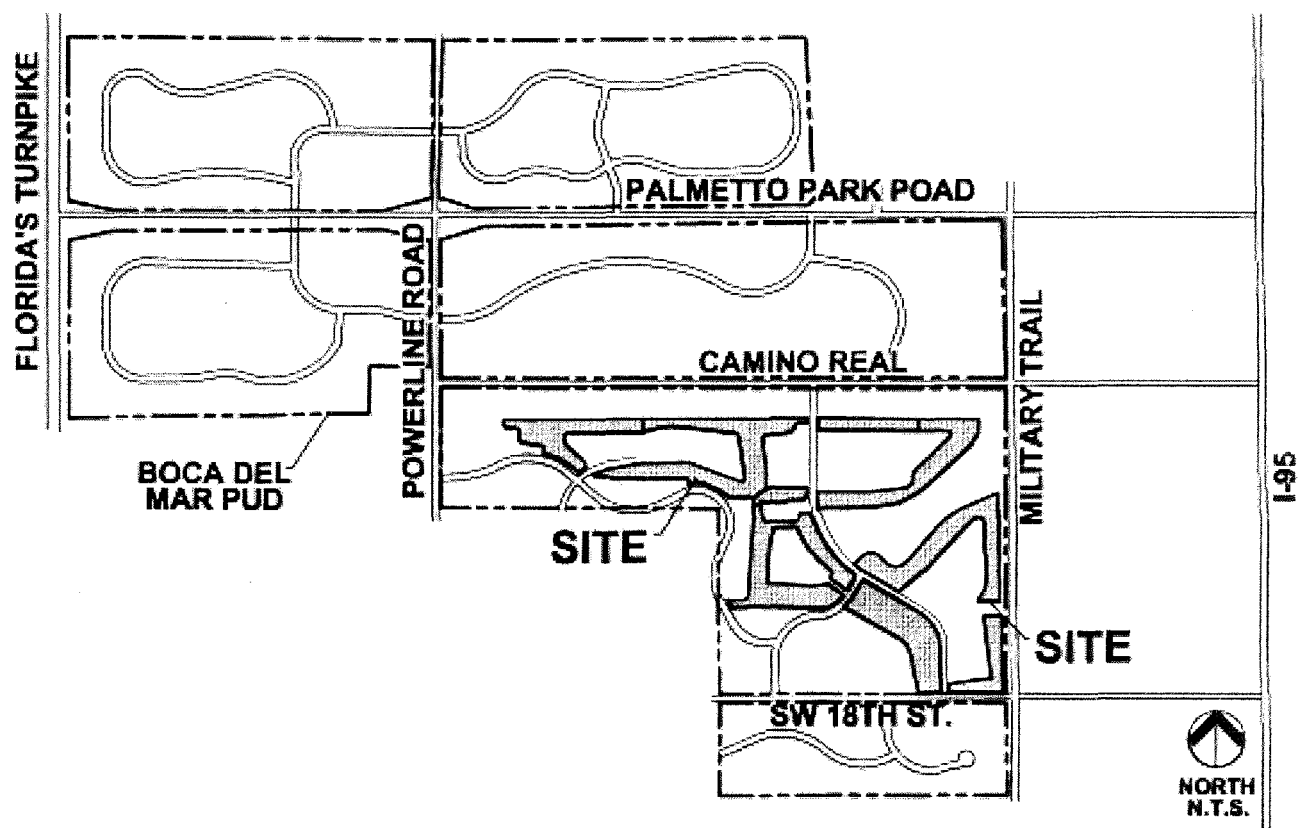 FLORIDA'S TURNPIKE
PALMETTO PARK POAD
POWERLINE ROAD
CAMINO REAL
MILITARY TRAIL
I-95
BOCA DEL
MAR PUD
SITE
SITE
SW 18TH ST.
NORTH
N.T.S.